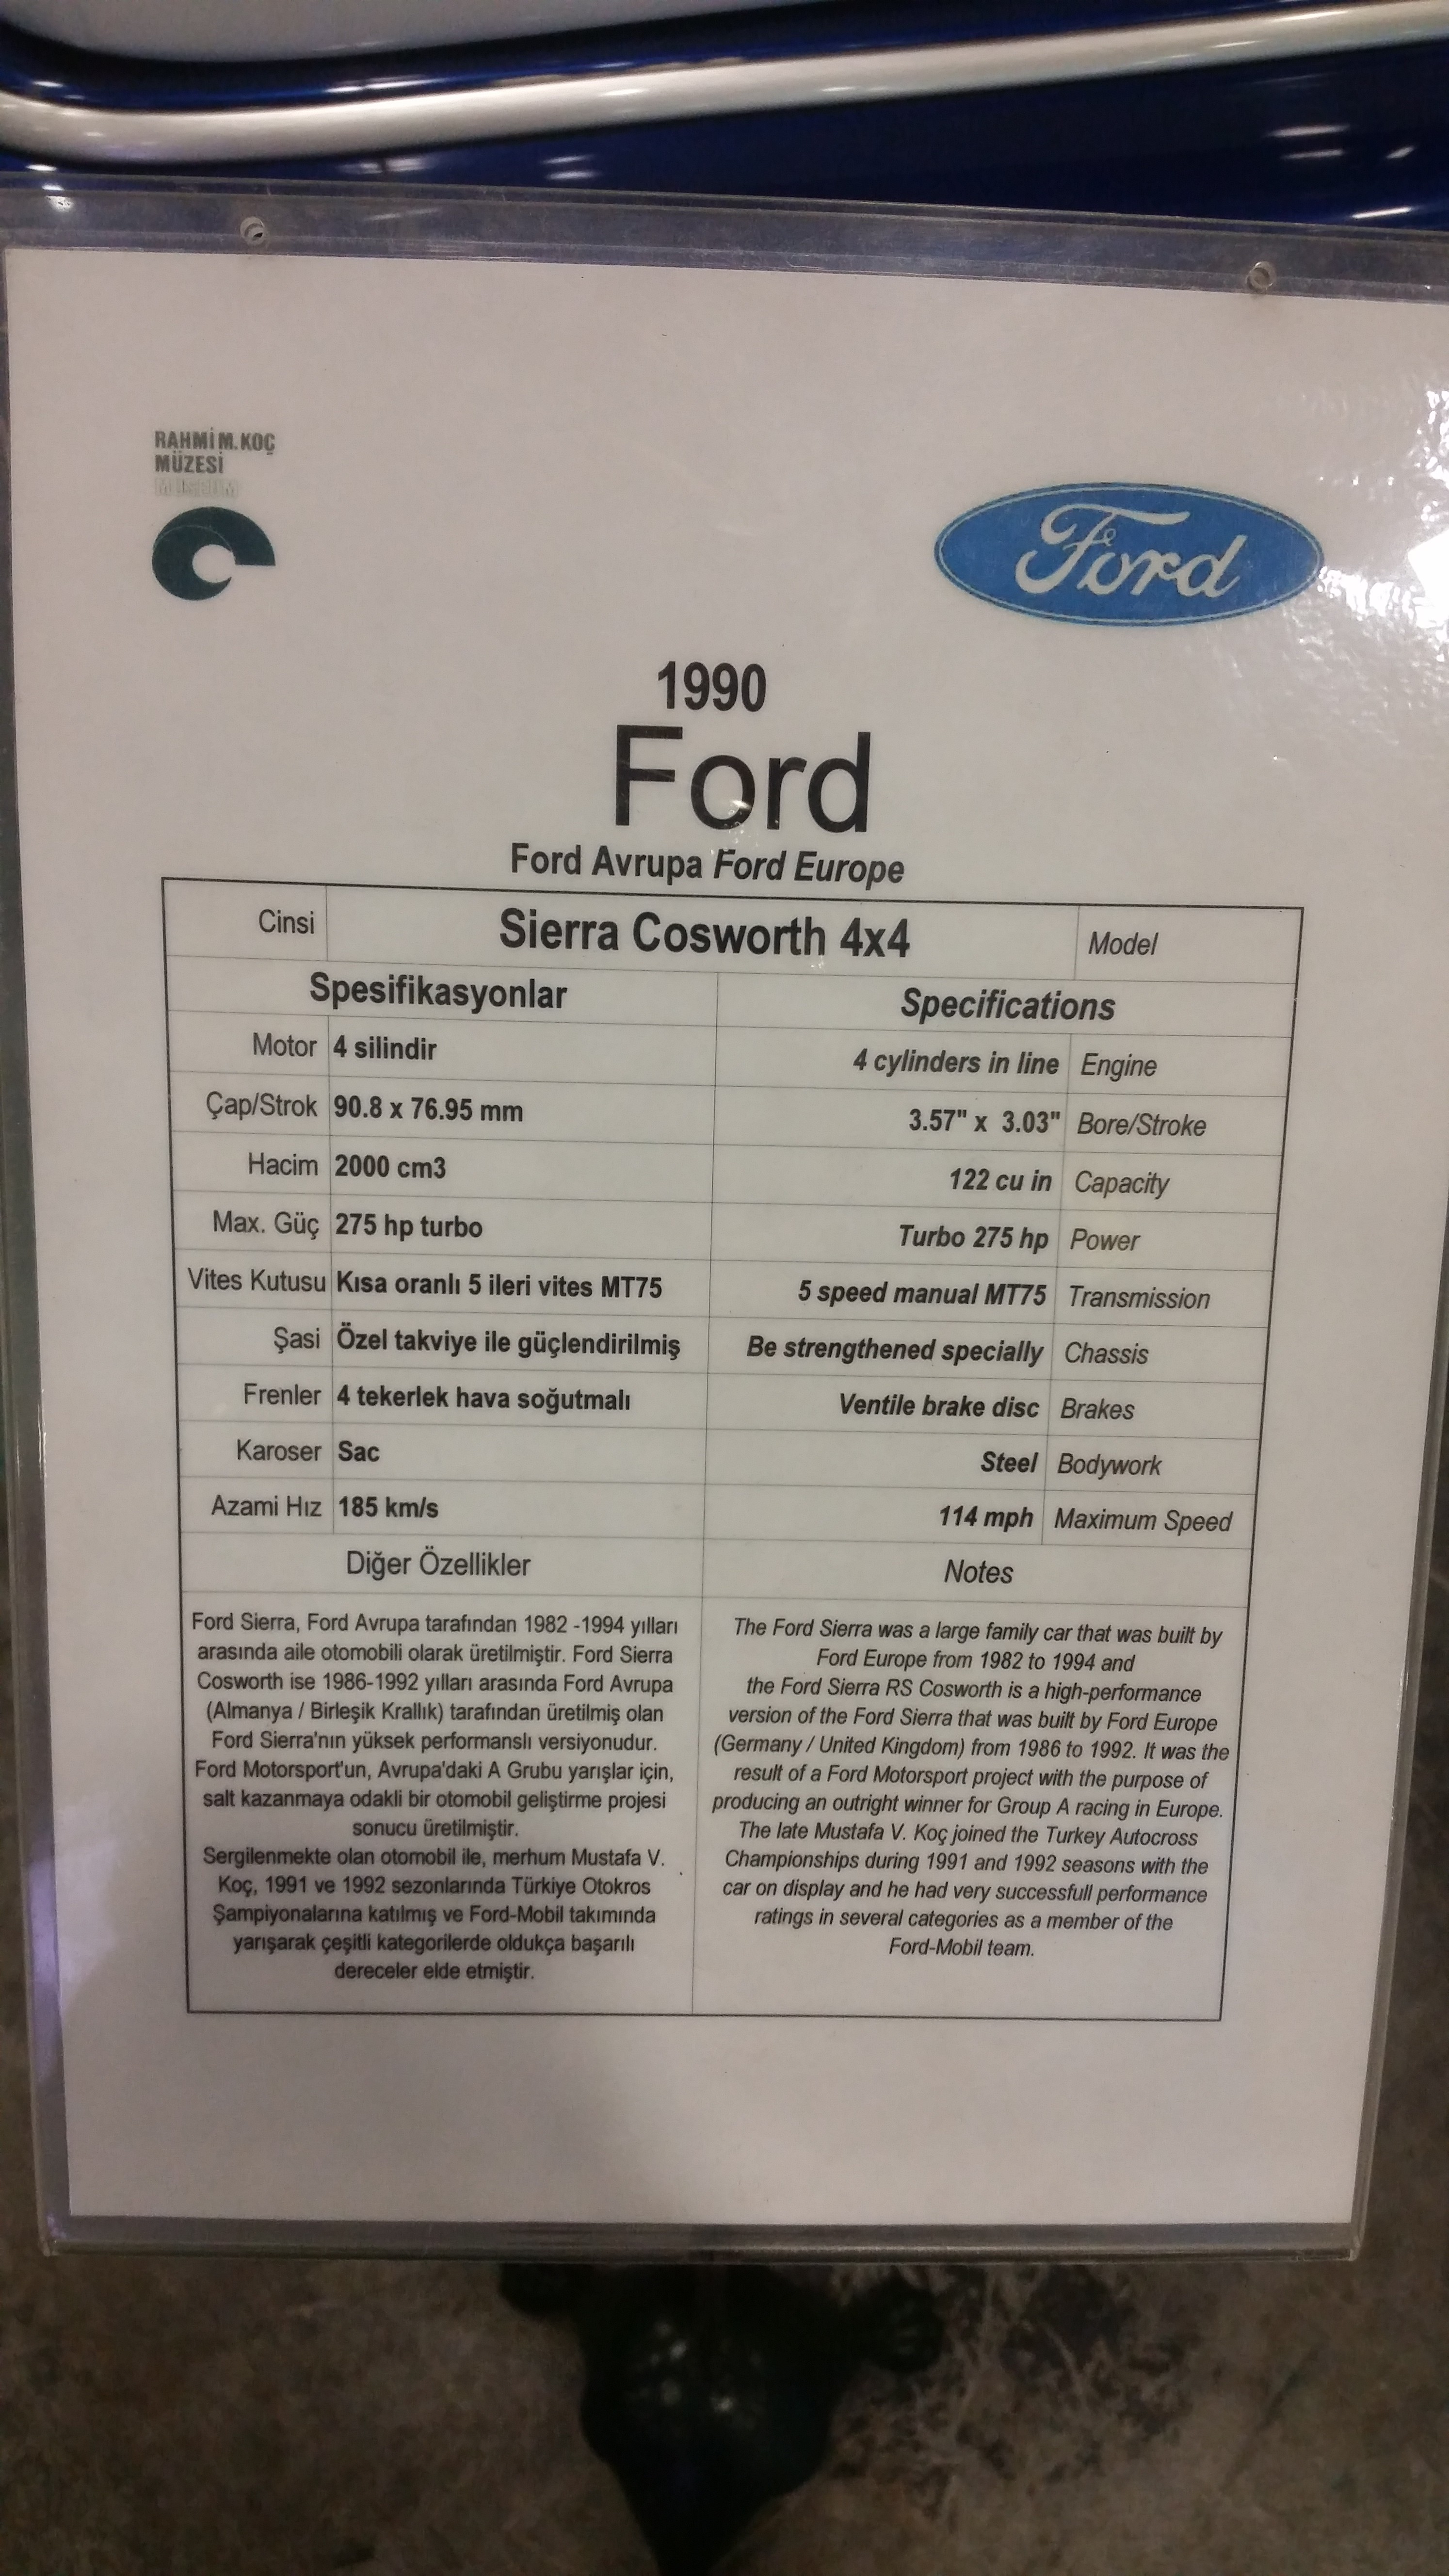 RAHMİ M. KOÇ
MÜZESİ
MUSEUM
Ford
1990
Ford
Ford Avrupa Ford Europe
Cinsi Sierra Cosworth 4x4 Model
Spesifikasyonlar Specifications
Motor 4 silindir 4 cylinders in line Engine
Çap/Strok 90.8 x 76.95 mm 3.57" x 3.03" Bore/Stroke
Hacim 2000 cm3 122 cu in Capacity
Max. Güç 275 hp turbo Turbo 275 hp Power
Vites Kutusu Kısa oranlı 5 ileri vites MT75 5 speed manual MT75 Transmission
Şasi Özel takviye ile güçlendirilmiş Be strengthened specially Chassis
Frenler 4 tekerlek hava soğutmalı Ventile brake disc Brakes
Karoser Sac Steel Bodywork
Azami Hız 185 km/s 114 mph Maximum Speed
Diğer Özellikler Notes
Ford Sierra, Ford Avrupa tarafından 1982 -1994 yılları
arasında aile otomobili olarak üretilmiştir. Ford Sierra
Cosworth ise 1986-1992 yılları arasında Ford Avrupa
(Almanya / Birleşik Krallık) tarafından üretilmiş olan
Ford Sierra'nın yüksek performanslı versiyonudur.
Ford Motorsport'un, Avrupa'daki A Grubu yarışlar için,
salt kazanmaya odakli bir otomobil geliştirme projesi
sonucu üretilmiştir.
Sergilenmekte olan otomobil ile, merhum Mustafa V.
Koç, 1991 ve 1992 sezonlarında Türkiye Otokros
Şampiyonalarına katılmış ve Ford-Mobil takımında
yarışarak çeşitli kategorilerde oldukça başarılı
dereceler elde etmiştir.
The Ford Sierra was a large family car that was built by
Ford Europe from 1982 to 1994 and
the Ford Sierra RS Cosworth is a high-performance
version of the Ford Sierra that was built by Ford Europe
(Germany / United Kingdom) from 1986 to 1992. It was the
result of a Ford Motorsport project with the purpose of
producing an outright winner for Group A racing in Europe.
The late Mustafa V. Koç joined the Turkey Autocross
Championships during 1991 and 1992 seasons with the
car on display and he had very successfull performance
ratings in several categories as a member of the
Ford-Mobil team.